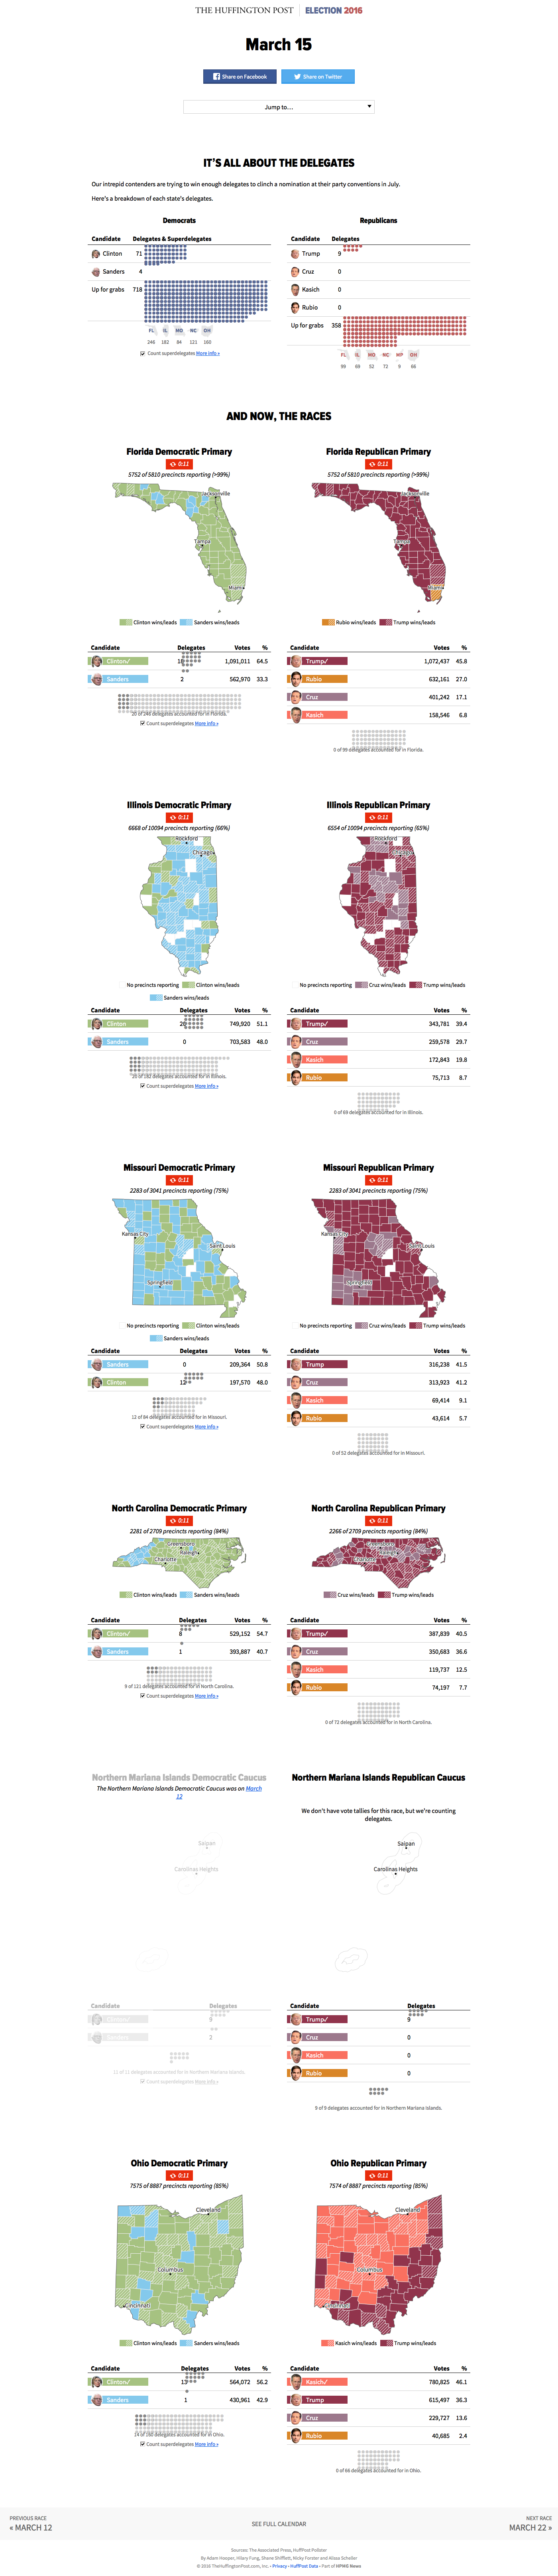 THE HUFFINGTON POST ELECTION 2016
March 15
Share on Facebook Share on Twitter
Jump to...
IT'S ALL ABOUT THE DELEGATES
Our intrepid contenders are trying to win enough delegates to clinch a nomination at their party conventions in July.
Here's a breakdown of each state's delegates.
Democrats
Candidate Delegates & Superdelegates
Clinton 71
Sanders 4
Up for grabs 718
FL IL MO NC OH
246 182 84 121 160
Count superdelegates More info »
Republicans
Candidate Delegates
Trump 9
Cruz 0
Kasich 0
Rubio 0
Up for grabs 358
FL IL MO NC MP OH
99 69 52 72 9 66
AND NOW, THE RACES
Florida Democratic Primary
0:11
5752 of 5810 precincts reporting (>99%)
Jacksonville
Tampa
Miami
Clinton wins/leads Sanders wins/leads
Candidate Delegates Votes %
Clinton✓ 18 1,091,011 64.5
Sanders 2 562,970 33.3
20 of 246 delegates accounted for in Florida.
Count superdelegates More info »
Florida Republican Primary
0:11
5752 of 5810 precincts reporting (>99%)
Jacksonville
Tampa
Miami
Rubio wins/leads Trump wins/leads
Candidate Votes %
Trump✓ 1,072,437 45.8
Rubio 632,161 27.0
Cruz 401,242 17.1
Kasich 158,546 6.8
0 of 99 delegates accounted for in Florida.
Illinois Democratic Primary
0:11
6668 of 10094 precincts reporting (66%)
Rockford
Chicago
No precincts reporting Clinton wins/leads
Sanders wins/leads
Candidate Delegates Votes %
Clinton 20 749,920 51.1
Sanders 0 703,583 48.0
20 of 182 delegates accounted for in Illinois.
Count superdelegates More info »
Illinois Republican Primary
0:11
6554 of 10094 precincts reporting (65%)
Rockford
Chicago
No precincts reporting Cruz wins/leads Trump wins/leads
Candidate Votes %
Trump✓ 343,781 39.4
Cruz 259,578 29.7
Kasich 172,843 19.8
Rubio 75,713 8.7
0 of 69 delegates accounted for in Illinois.
Missouri Democratic Primary
0:11
2283 of 3041 precincts reporting (75%)
Kansas City
Saint Louis
Springfield
No precincts reporting Clinton wins/leads
Sanders wins/leads
Candidate Delegates Votes %
Sanders 0 209,364 50.8
Clinton 12 197,570 48.0
12 of 84 delegates accounted for in Missouri.
Count superdelegates More info »
Missouri Republican Primary
0:11
2283 of 3041 precincts reporting (75%)
Kansas City
Saint Louis
Springfield
No precincts reporting Cruz wins/leads Trump wins/leads
Candidate Votes %
Trump 316,238 41.5
Cruz 313,923 41.2
Kasich 69,414 9.1
Rubio 43,614 5.7
0 of 52 delegates accounted for in Missouri.
North Carolina Democratic Primary
0:11
2281 of 2709 precincts reporting (84%)
Greensboro
Raleigh
Charlotte
Clinton wins/leads Sanders wins/leads
Candidate Delegates Votes %
Clinton✓ 8 529,152 54.7
Sanders 1 393,887 40.7
9 of 121 delegates accounted for in North Carolina.
Count superdelegates More info »
North Carolina Republican Primary
0:11
2266 of 2709 precincts reporting (84%)
Greensboro
Raleigh
Charlotte
Cruz wins/leads Trump wins/leads
Candidate Votes %
Trump✓ 387,839 40.5
Cruz 350,683 36.6
Kasich 119,737 12.5
Rubio 74,197 7.7
0 of 72 delegates accounted for in North Carolina.
Northern Mariana Islands Democratic Caucus
The Northern Mariana Islands Democratic Caucus was on March
12
Saipan
Carolinas Heights
Candidate Delegates
Clinton✓ 9
Sanders 2
11 of 11 delegates accounted for in Northern Mariana Islands.
Count superdelegates More info »
Northern Mariana Islands Republican Caucus
We don't have vote tallies for this race, but we're counting
delegates.
Saipan
Carolinas Heights
Candidate Delegates
Trump✓ 9
Cruz 0
Kasich 0
Rubio 0
9 of 9 delegates accounted for in Northern Mariana Islands.
Ohio Democratic Primary
0:11
7575 of 8887 precincts reporting (85%)
Cleveland
Columbus
Cincinnati
Clinton wins/leads Sanders wins/leads
Candidate Delegates Votes %
Clinton✓ 13 564,072 56.2
Sanders 1 430,961 42.9
14 of 160 delegates accounted for in Ohio.
Count superdelegates More info »
Ohio Republican Primary
0:11
7574 of 8887 precincts reporting (85%)
Cleveland
Columbus
Cincinnati
Kasich wins/leads Trump wins/leads
Candidate Votes %
Kasich✓ 780,825 46.1
Trump 615,497 36.3
Cruz 229,727 13.6
Rubio 40,685 2.4
0 of 66 delegates accounted for in Ohio.
PREVIOUS RACE
« MARCH 12
SEE FULL CALENDAR
NEXT RACE
MARCH 22 »
Sources: The Associated Press, HuffPost Pollster
By Adam Hooper, Hilary Fung, Shane Shifflett, Nicky Forster and Alissa Scheller
© 2016 TheHuffingtonPost.com, Inc. • Privacy • HuffPost Data • Part of HPMG News